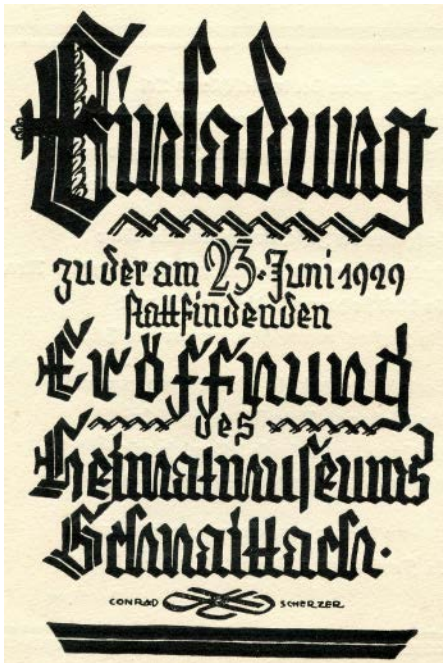 Einladung
zu der am 23. Juni 1929
stattfindenden
Eröffnung
des
Heimatmuseums
Schnaittach.
CONRAD SCHERZER